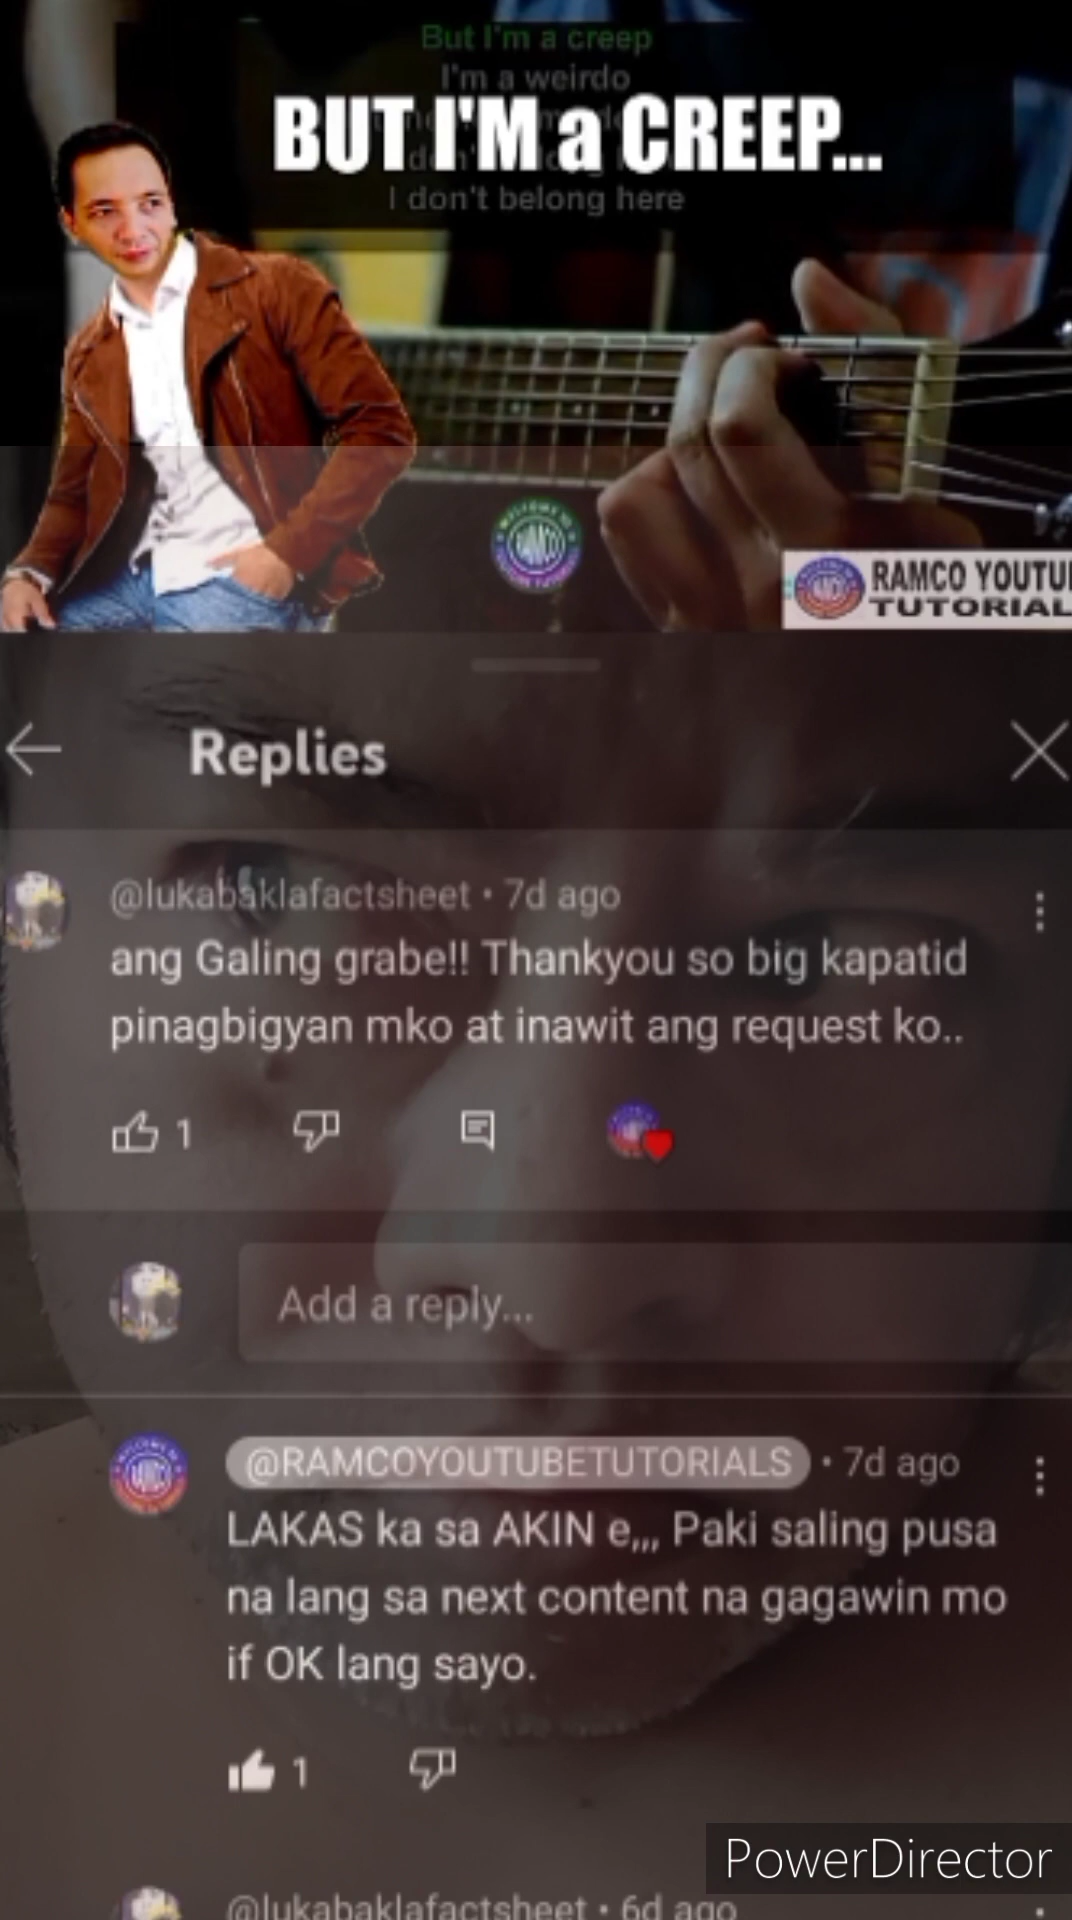 But I'm a creep
I'm a weirdo
BUT I'M a CREEP...
I don't belong here
RAMCO YOUTU
TUTORIAL
Replies
@lukabaklafactsheet • 7d ago
ang Galing grabe!! Thankyou so big kapatid
pinagbigyan mko at inawit ang request ko..
1
Add a reply...
@RAMCOYOUTUBETUTORIALS • 7d ago
LAKAS ka sa AKIN e,,, Paki saling pusa
na lang sa next content na gagawin mo
if OK lang sayo.
1
PowerDirector
@lukabaklafactsheet • 6d ago